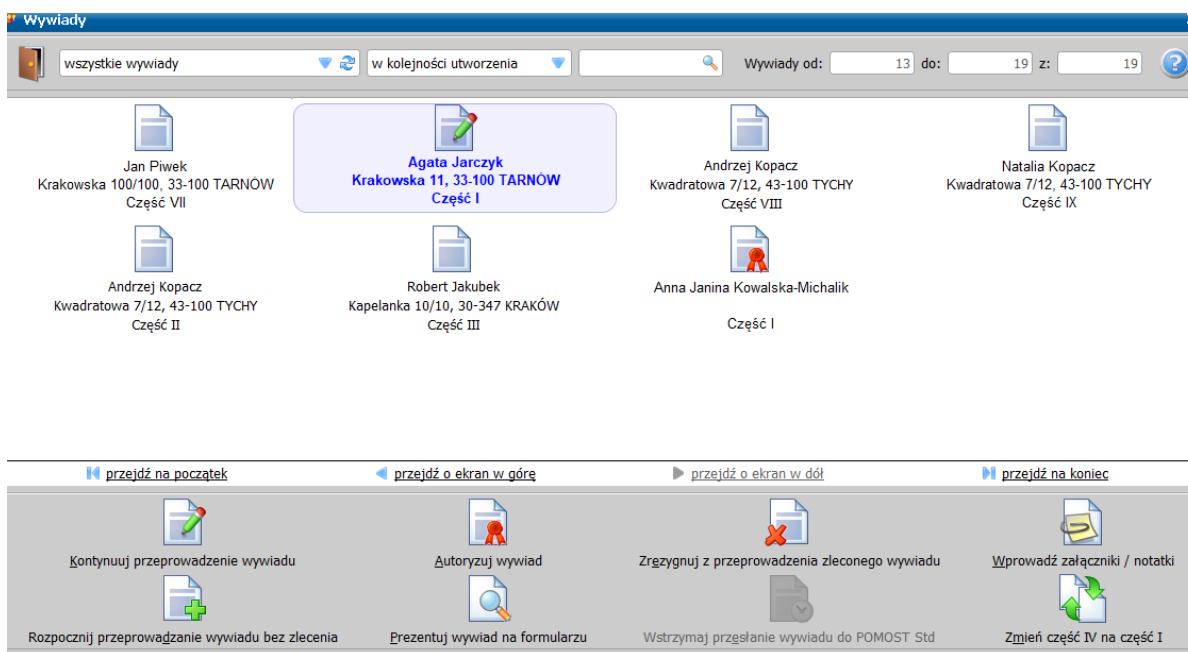 Wywiady
wszystkie wywiady w kolejności utworzenia Wywiady od: 13 do: 19 z: 19 ?
Jan Piwek
Krakowska 100/100, 33-100 TARNÓW
Część VII
Agata Jarczyk
Krakowska 11, 33-100 TARNÓW
Część I
Andrzej Kopacz
Kwadratowa 7/12, 43-100 TYCHY
Część VIII
Natalia Kopacz
Kwadratowa 7/12, 43-100 TYCHY
Część IX
Andrzej Kopacz
Kwadratowa 7/12, 43-100 TYCHY
Część II
Robert Jakubek
Kapelanka 10/10, 30-347 KRAKÓW
Część III
Anna Janina Kowalska-Michalik
Część I
przejdź na początek przejdź o ekran w górę przejdź o ekran w dół przejdź na koniec
Kontynuuj przeprowadzenie wywiadu Autoryzuj wywiad Zrezygnuj z przeprowadzenia zleconego wywiadu Wprowadź załączniki / notatki
Rozpocznij przeprowadzanie wywiadu bez zlecenia Prezentuj wywiad na formularzu Wstrzymaj przesłanie wywiadu do POMOST Std Zmień część IV na część I